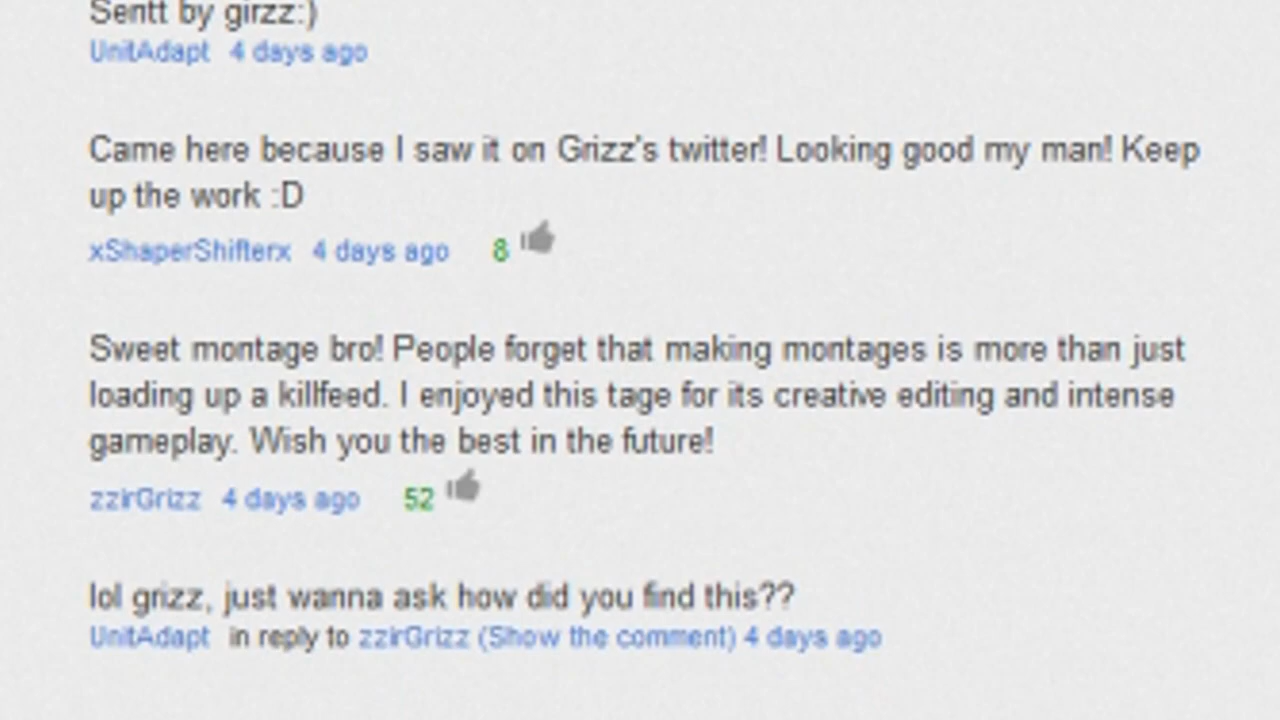 Sentt by girzz:)
UnitAdapt 4 days ago
Came here because I saw it on Grizz's twitter! Looking good my man! Keep
up the work :D
xShaperShifterx 4 days ago 8
Sweet montage bro! People forget that making montages is more than just
loading up a killfeed. I enjoyed this tage for its creative editing and intense
gameplay. Wish you the best in the future!
zzirGrizz 4 days ago 52
lol grizz, just wanna ask how did you find this??
UnitAdapt in reply to zzirGrizz (Show the comment) 4 days ago